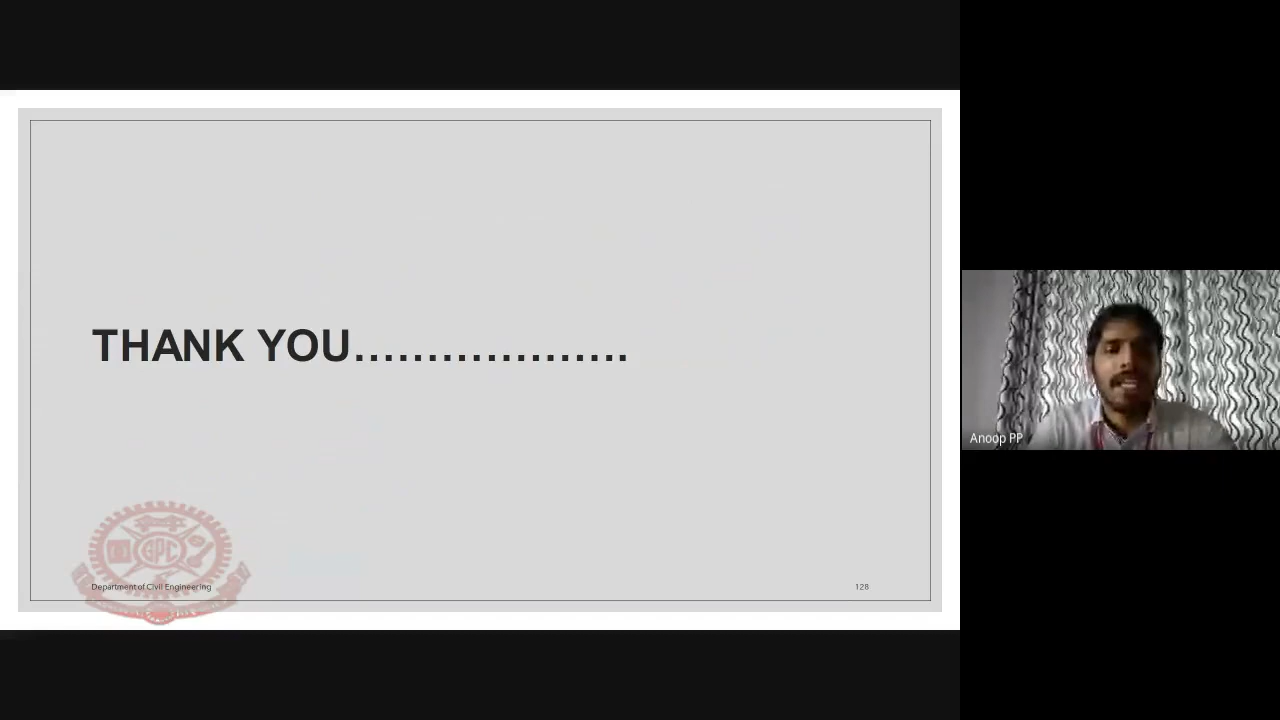 THANK YOU...................
Department of Civil Engineering
128
Anoop PP